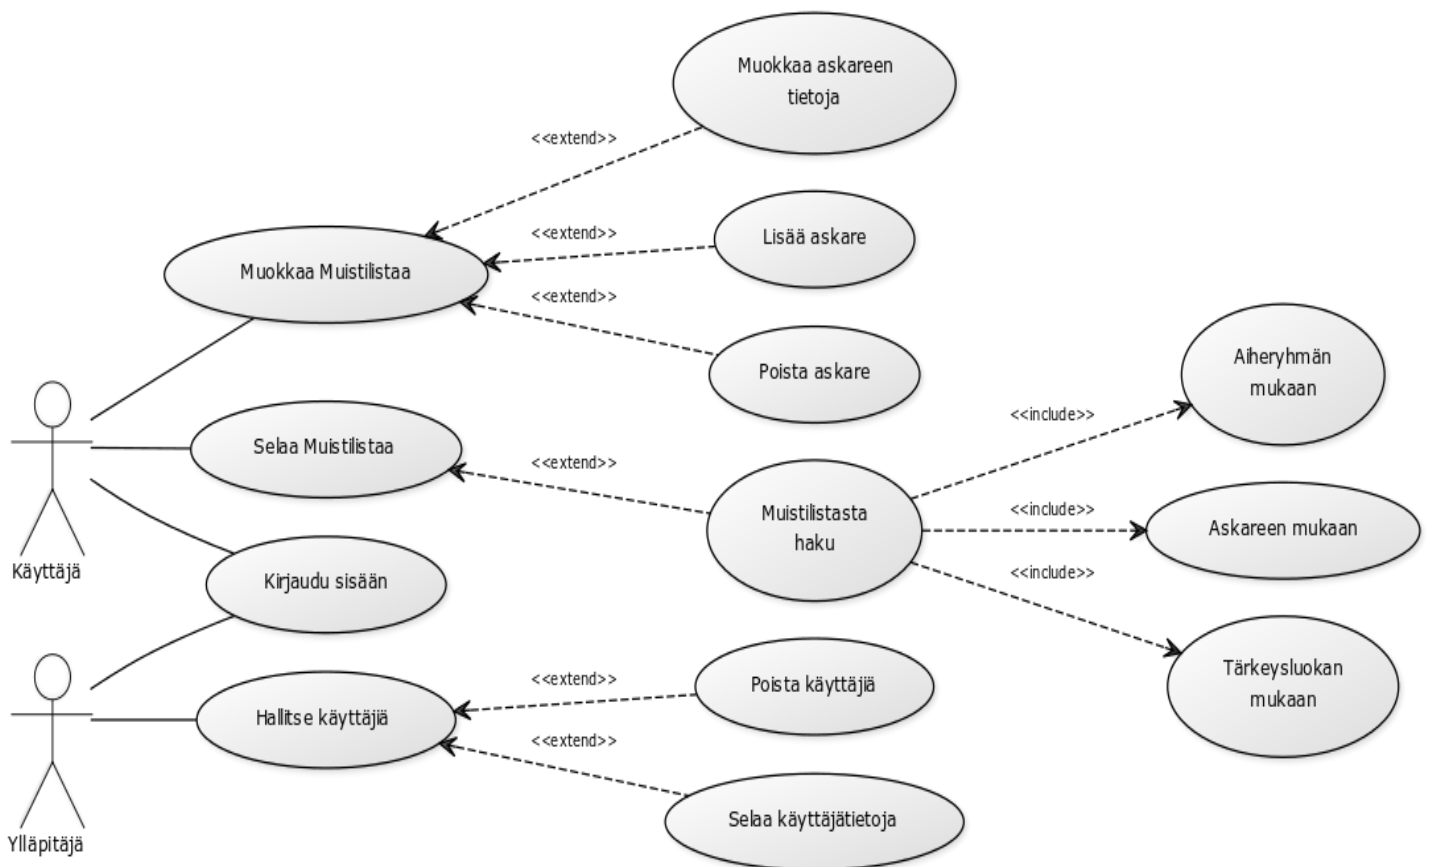 Muokkaa askareen
tietoja
<<extend>>
Lisää askare
<<extend>>
Muokkaa Muistilistaa
<<extend>>
Poista askare
Aiheryhmän
mukaan
<<include>>
Selaa Muistilistaa
<<extend>>
Muistilistasta
haku
<<include>>
Askareen mukaan
Käyttäjä
Kirjaudu sisään
<<include>>
Tärkeysluokan
mukaan
<<extend>>
Poista käyttäjiä
Hallitse käyttäjiä
<<extend>>
Selaa käyttäjätietoja
Ylläpitäjä